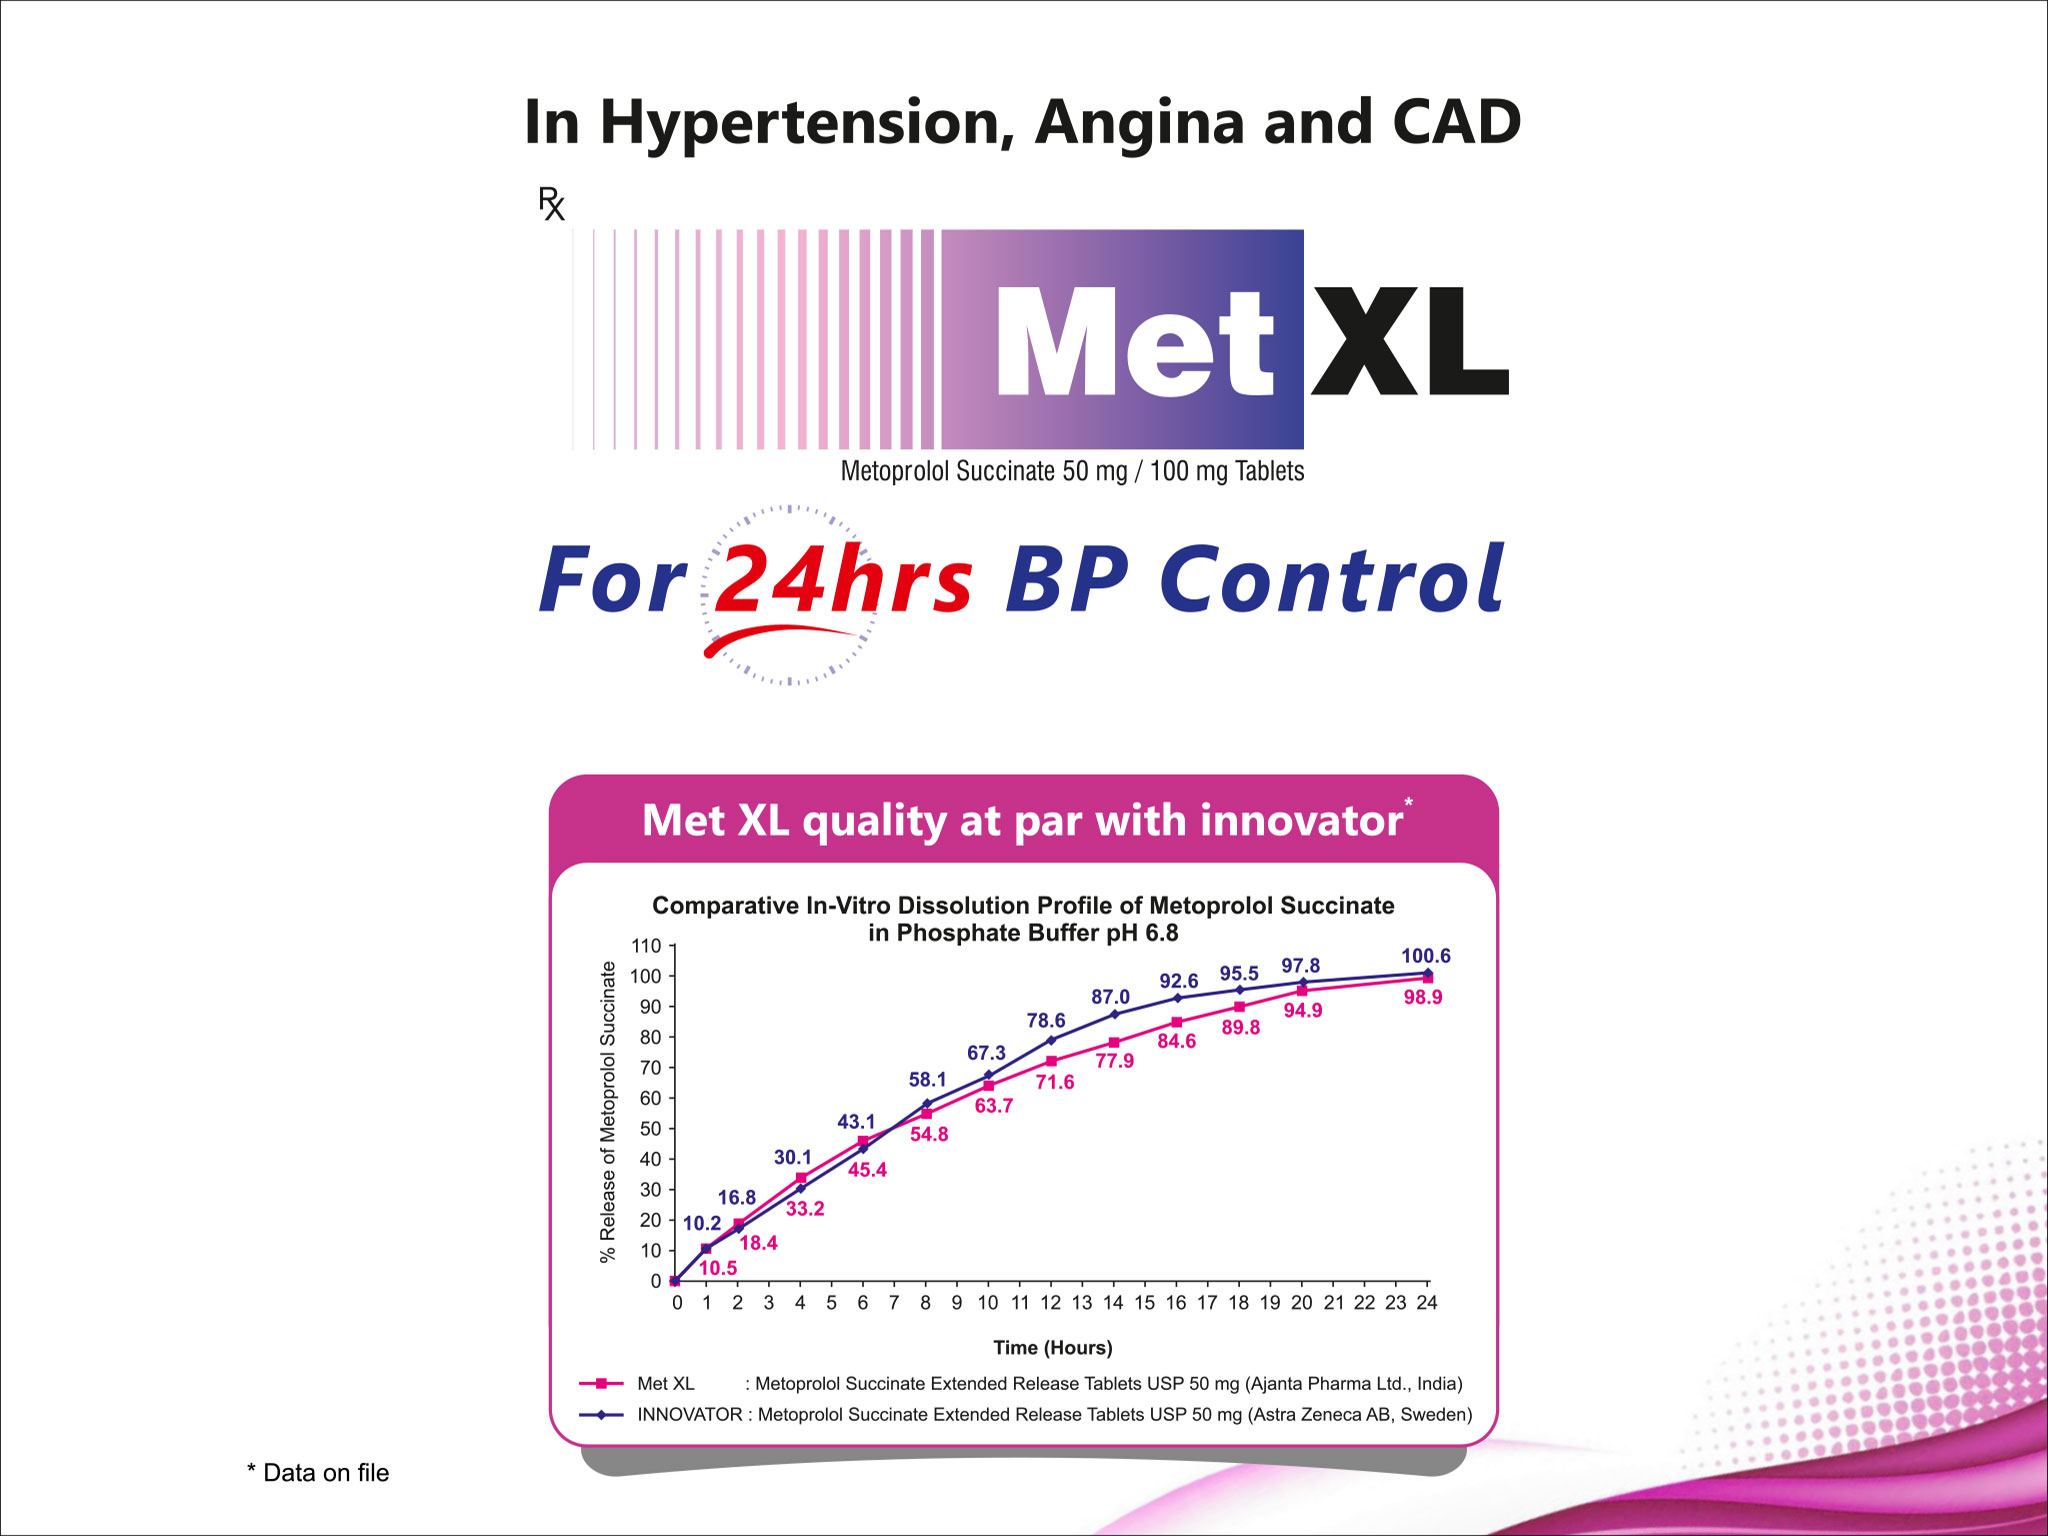 In Hypertension, Angina and CAD
Rx
Met XL
Metoprolol Succinate 50 mg / 100 mg Tablets
For 24hrs BP Control
Met XL quality at par with innovator*
Comparative In-Vitro Dissolution Profile of Metoprolol Succinate
in Phosphate Buffer pH 6.8
% Release of Metoprolol Succinate
110
100
90
80
70
60
50
40
30
20
10
0
10.2
16.8
30.1
43.1
58.1
67.3
78.6
87.0
92.6
95.5
97.8
100.6
10.5
18.4
33.2
45.4
54.8
63.7
71.6
77.9
84.6
89.8
94.9
98.9
0 1 2 3 4 5 6 7 8 9 10 11 12 13 14 15 16 17 18 19 20 21 22 23 24
Time (Hours)
Met XL : Metoprolol Succinate Extended Release Tablets USP 50 mg (Ajanta Pharma Ltd., India)
INNOVATOR : Metoprolol Succinate Extended Release Tablets USP 50 mg (Astra Zeneca AB, Sweden)
* Data on file